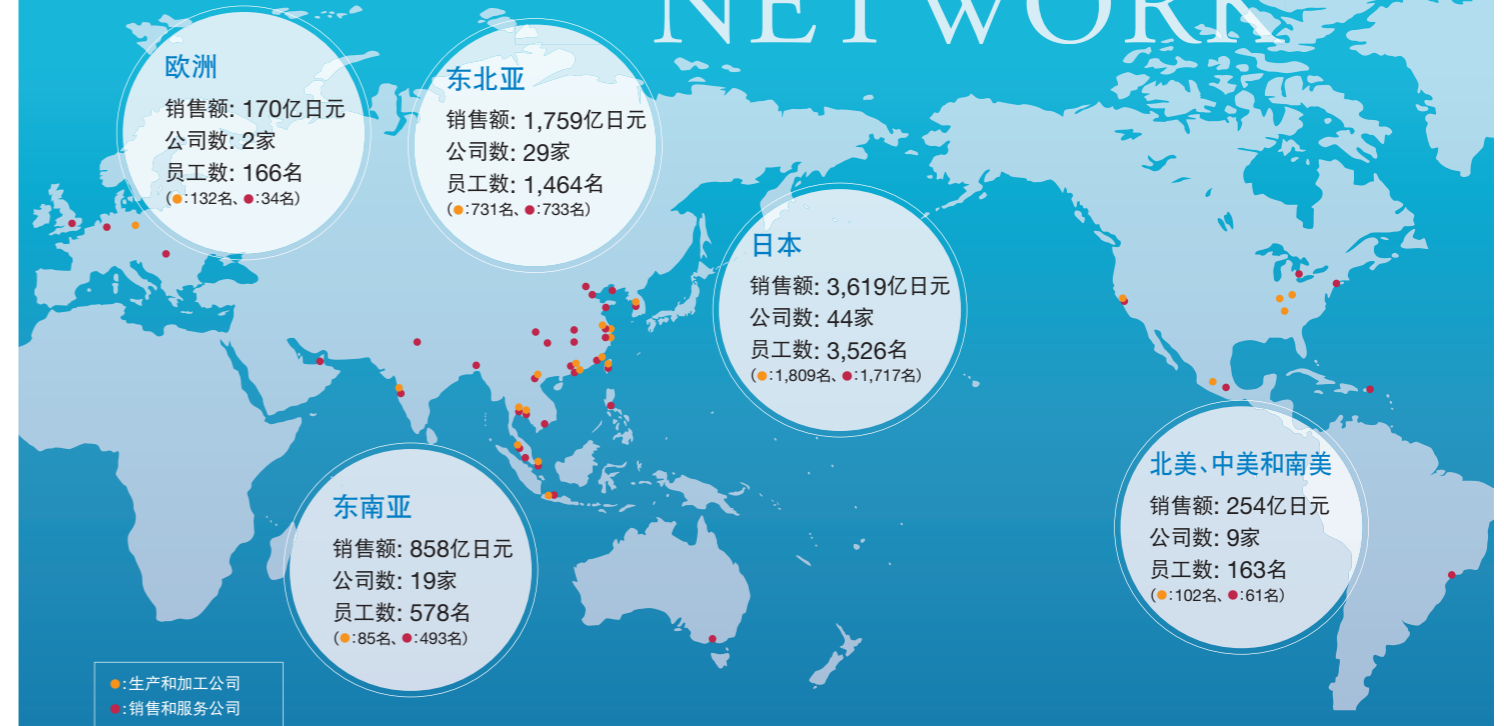 NETWORK
欧洲
销售额: 170亿日元
公司数: 2家
员工数: 166名
(●:132名、●:34名)
东北亚
销售额: 1,759亿日元
公司数: 29家
员工数: 1,464名
(●:731名、●:733名)
日本
销售额: 3,619亿日元
公司数: 44家
员工数: 3,526名
(●:1,809名、●:1,717名)
东南亚
销售额: 858亿日元
公司数: 19家
员工数: 578名
(●:85名、●:493名)
北美、中美和南美
销售额: 254亿日元
公司数: 9家
员工数: 163名
(●:102名、●:61名)
●:生产和加工公司
●:销售和服务公司